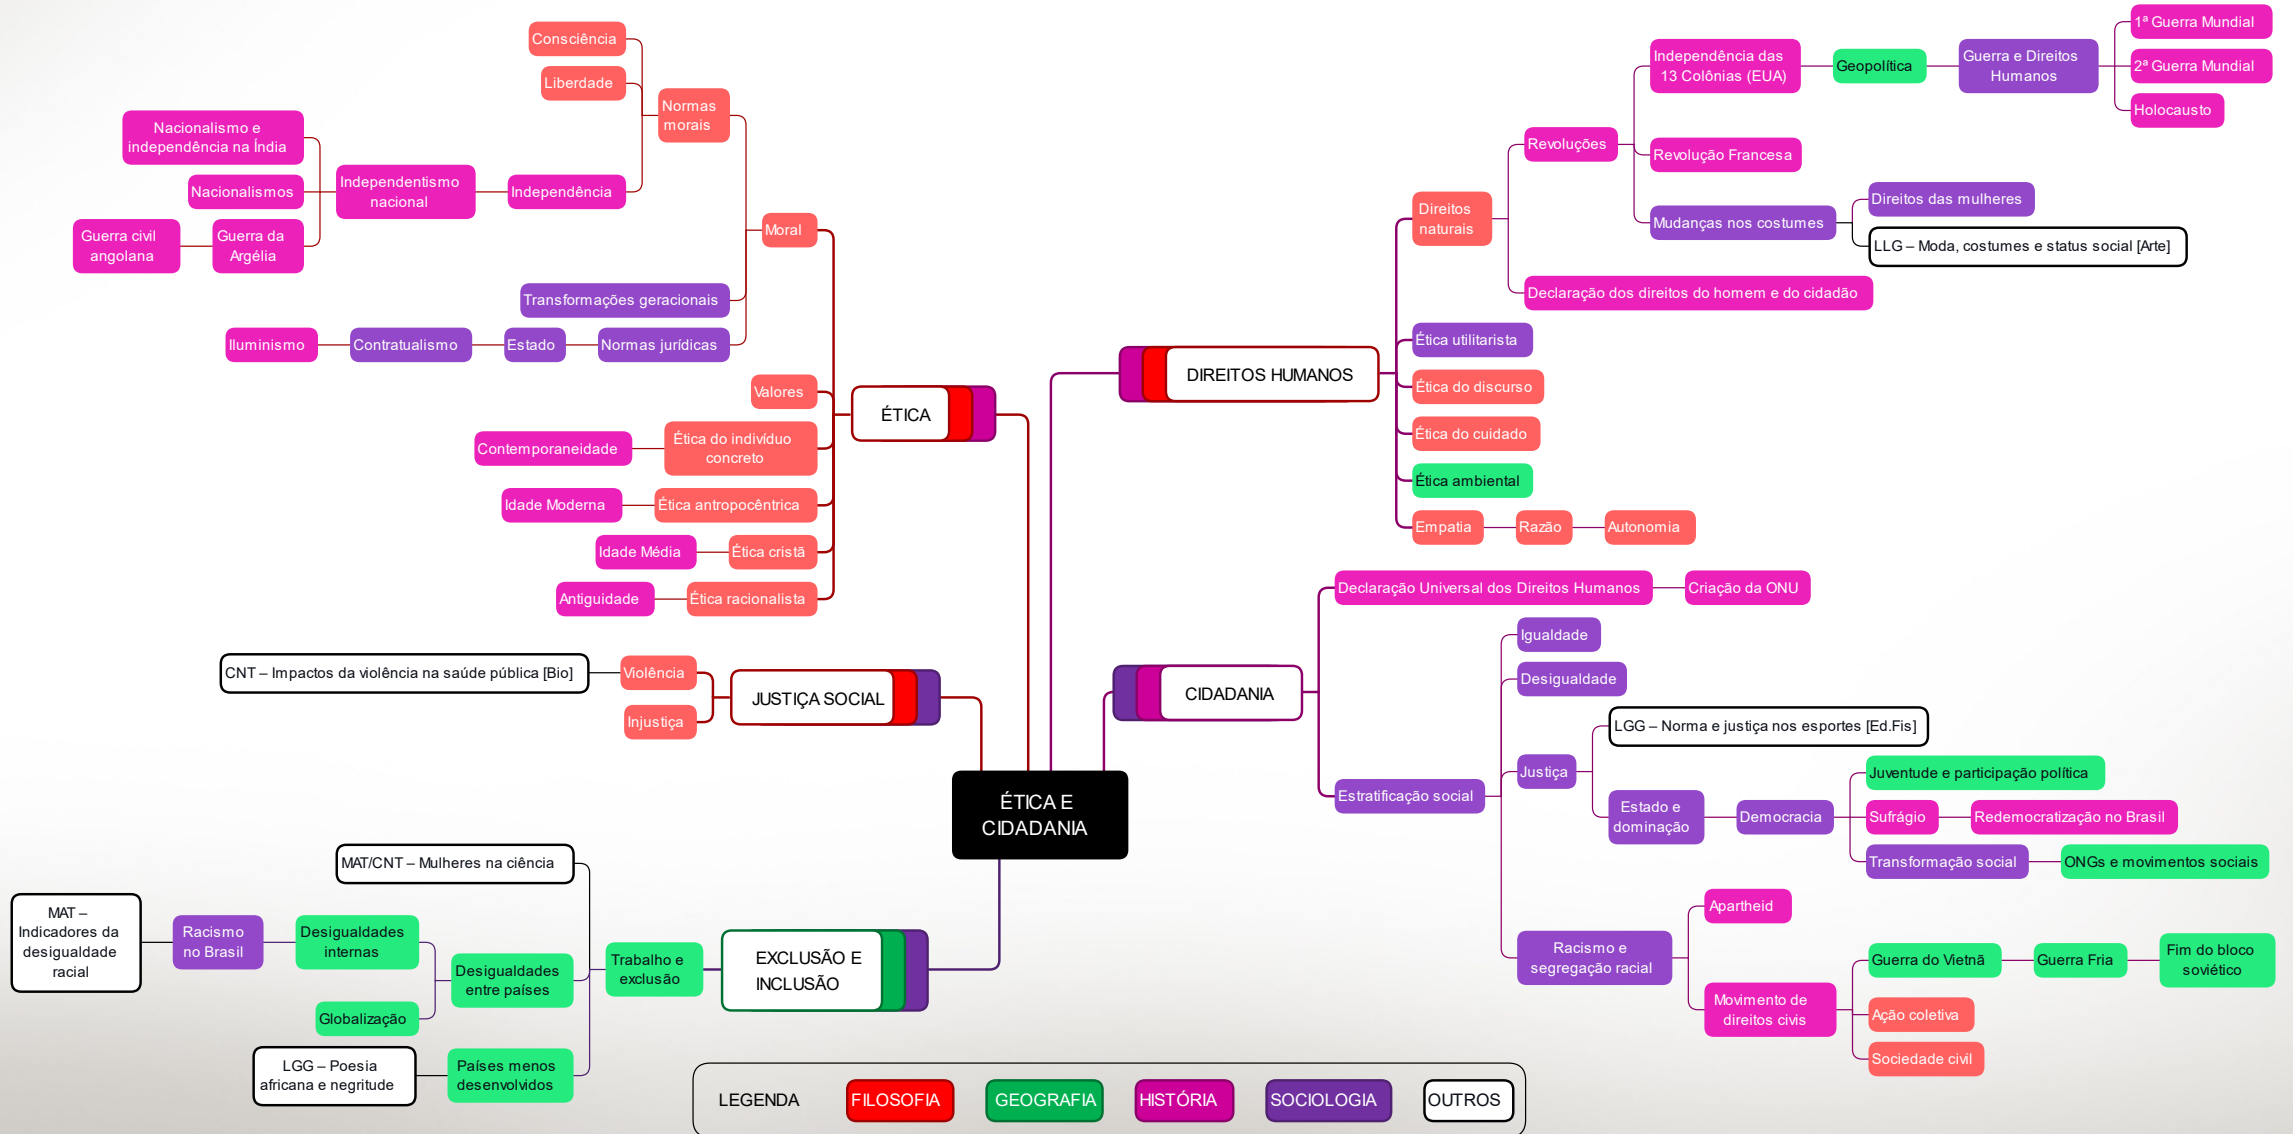 Consciência
Liberdade
Normas
morais
Nacionalismo e
independência na Índia
Nacionalismos
Independentismo
nacional
Independência
Guerra civil
angolana
Guerra da
Argélia
Moral
Transformações geracionais
Iluminismo
Contratualismo
Estado
Normas jurídicas
Valores
ÉTICA
Contemporaneidade
Ética do indivíduo
concreto
Idade Moderna
Ética antropocêntrica
Idade Média
Ética cristã
Antiguidade
Ética racionalista
CNT – Impactos da violência na saúde pública [Bio]
Violência
Injustiça
JUSTIÇA SOCIAL
ÉTICA E
CIDADANIA
MAT/CNT – Mulheres na ciência
MAT –
Indicadores da
desigualdade
racial
Racismo
no Brasil
Desigualdades
internas
Desigualdades
entre países
Globalização
Trabalho e
exclusão
EXCLUSÃO E
INCLUSÃO
LGG – Poesia
africana e negritude
Países menos
desenvolvidos
DIREITOS HUMANOS
Direitos
naturais
Revoluções
Independência das
13 Colônias (EUA)
Geopolítica
Guerra e Direitos
Humanos
1ª Guerra Mundial
2ª Guerra Mundial
Holocausto
Revolução Francesa
Mudanças nos costumes
Direitos das mulheres
LLG – Moda, costumes e status social [Arte]
Declaração dos direitos do homem e do cidadão
Ética utilitarista
Ética do discurso
Ética do cuidado
Ética ambiental
Empatia
Razão
Autonomia
CIDADANIA
Declaração Universal dos Direitos Humanos
Criação da ONU
Estratificação social
Igualdade
Desigualdade
Justiça
LGG – Norma e justiça nos esportes [Ed.Fis]
Estado e
dominação
Democracia
Juventude e participação política
Sufrágio
Redemocratização no Brasil
Transformação social
ONGs e movimentos sociais
Racismo e
segregação racial
Apartheid
Movimento de
direitos civis
Guerra do Vietnã
Guerra Fria
Fim do bloco
soviético
Ação coletiva
Sociedade civil
LEGENDA
FILOSOFIA
GEOGRAFIA
HISTÓRIA
SOCIOLOGIA
OUTROS